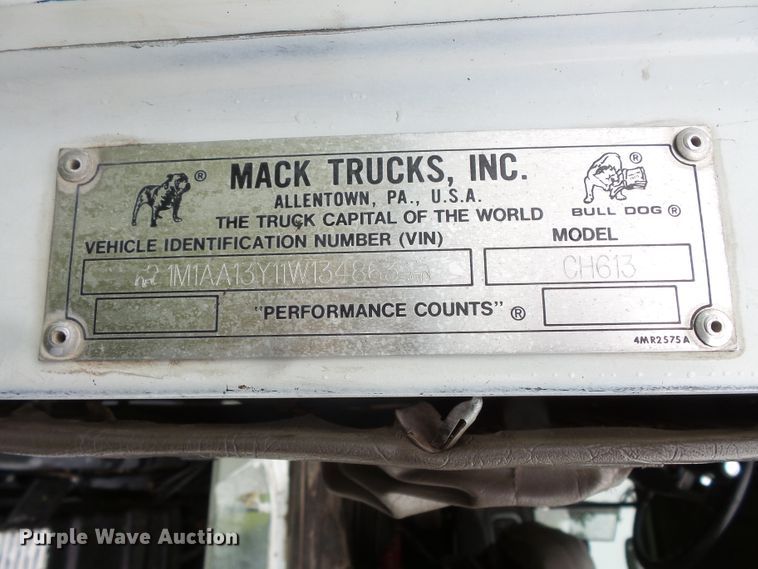 ® MACK TRUCKS, INC. ®
ALLENTOWN, PA., U.S.A.
THE TRUCK CAPITAL OF THE WORLD BULL DOG ®
VEHICLE IDENTIFICATION NUMBER (VIN) MODEL
1M1AA13Y11W134863 CH613
"PERFORMANCE COUNTS" ®
4MR2575A
Purple Wave Auction